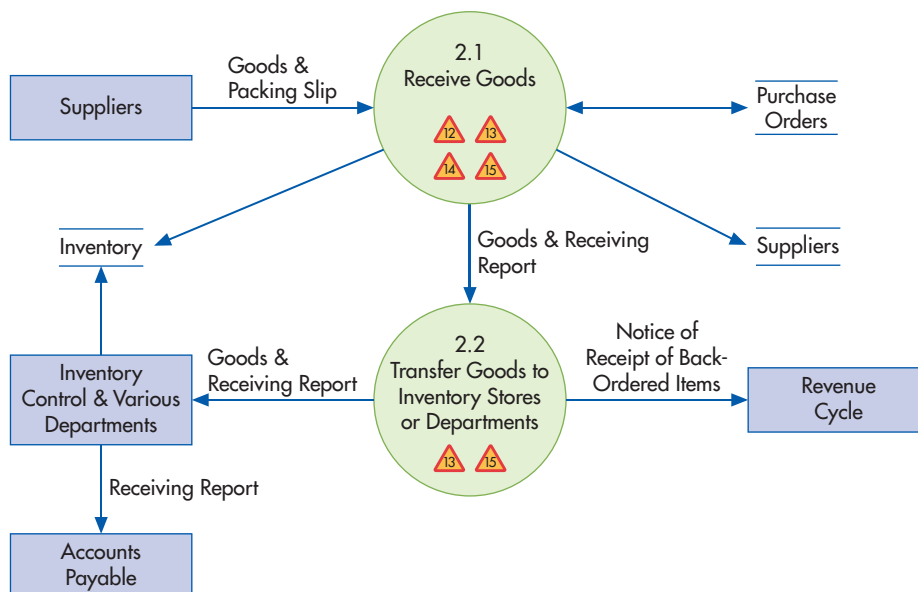 2.1
Receive Goods
12
13
14
15
Goods &
Packing Slip
Suppliers
Purchase
Orders
Inventory
Goods & Receiving
Report
Suppliers
2.2
Transfer Goods to
Inventory Stores
or Departments
13
15
Goods &
Receiving Report
Notice of
Receipt of Back-
Ordered Items
Inventory
Control & Various
Departments
Revenue
Cycle
Receiving Report
Accounts
Payable